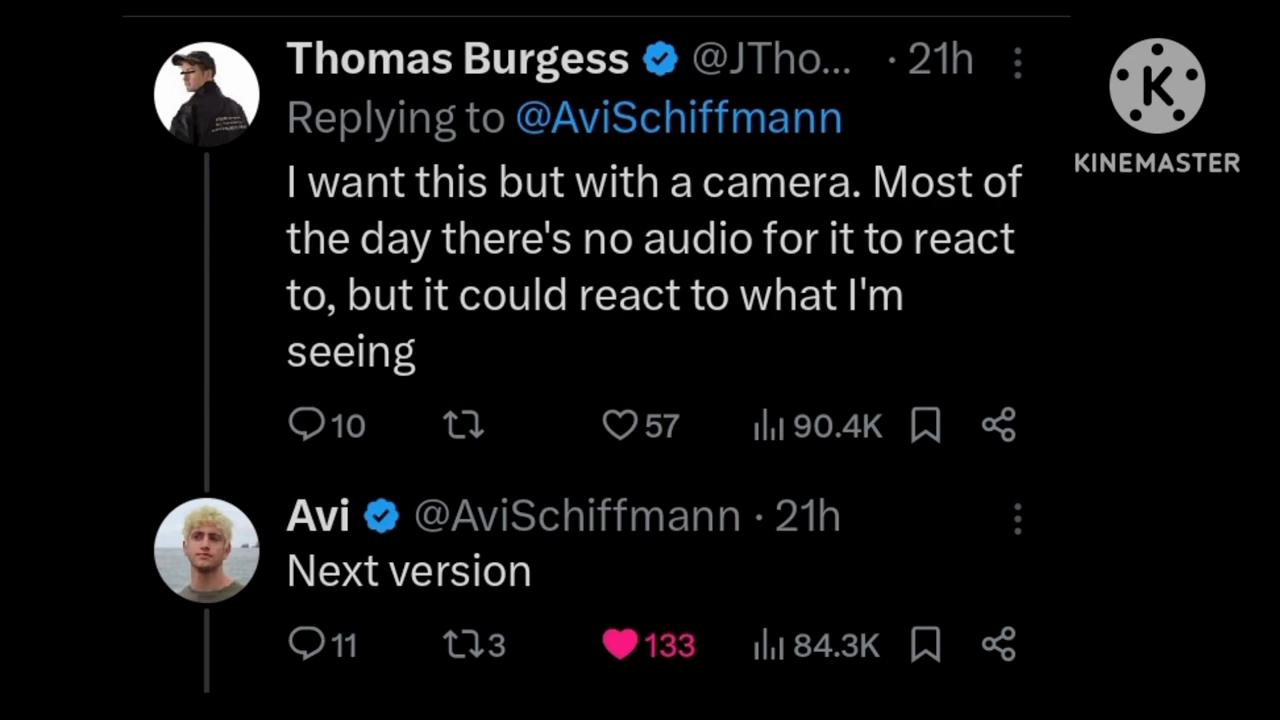 Thomas Burgess @JTho... · 21h
Replying to @AviSchiffmann
I want this but with a camera. Most of
the day there's no audio for it to react
to, but it could react to what I'm
seeing
10 57 90.4K
Avi @AviSchiffmann · 21h
Next version
11 3 133 84.3K
K
KINEMASTER